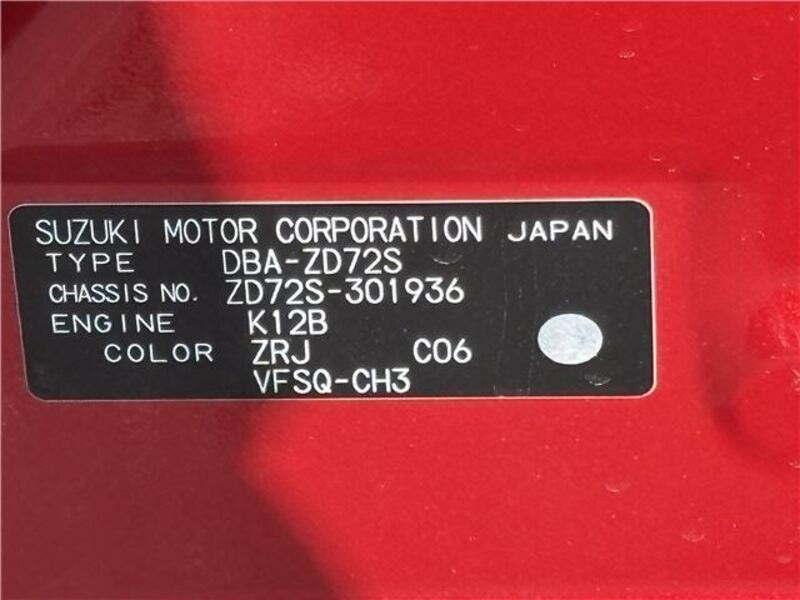 SUZUKI MOTOR CORPORATION JAPAN
TYPE DBA-ZD72S
CHASSIS NO. ZD72S-301936
ENGINE K12B
COLOR ZRJ C06
VFSQ-CH3